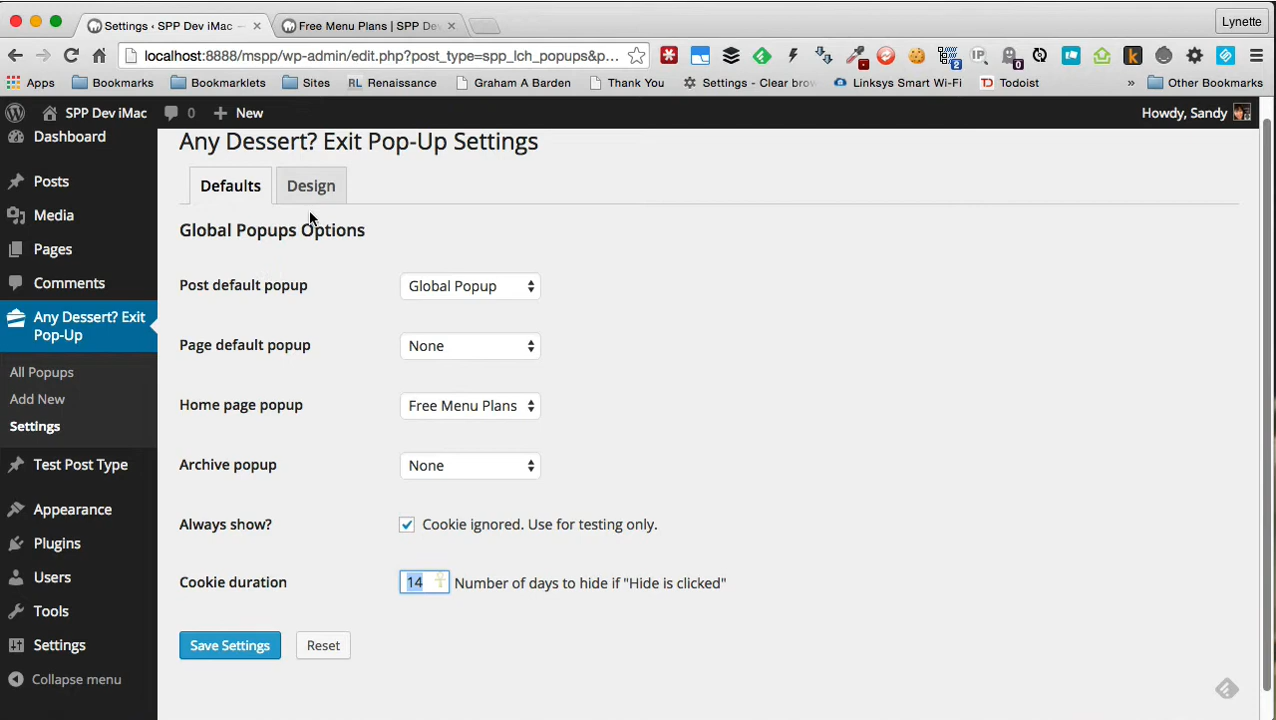 Settings ‹ SPP Dev iMac
Free Menu Plans | SPP De
Lynette
localhost:8888/mspp/wp-admin/edit.php?post_type=spp_lch_popups&p...
2
IP
2
0
Apps
Bookmarks
Bookmarklets
Sites
RL Renaissance
Graham A Barden
Thank You
Settings - Clear brow
Linksys Smart Wi-Fi
TD Todoist
»
Other Bookmarks
SPP Dev iMac
0
New
Howdy, Sandy
Dashboard
Posts
Media
Pages
Comments
Any Dessert? Exit
Pop-Up
All Popups
Add New
Settings
Test Post Type
Appearance
Plugins
Users
Tools
Settings
Collapse menu
Any Dessert? Exit Pop-Up Settings
Defaults
Design
Global Popups Options
Post default popup
Global Popup
Page default popup
None
Home page popup
Free Menu Plans
Archive popup
None
Always show?
Cookie ignored. Use for testing only.
Cookie duration
14
Number of days to hide if "Hide is clicked"
Save Settings
Reset